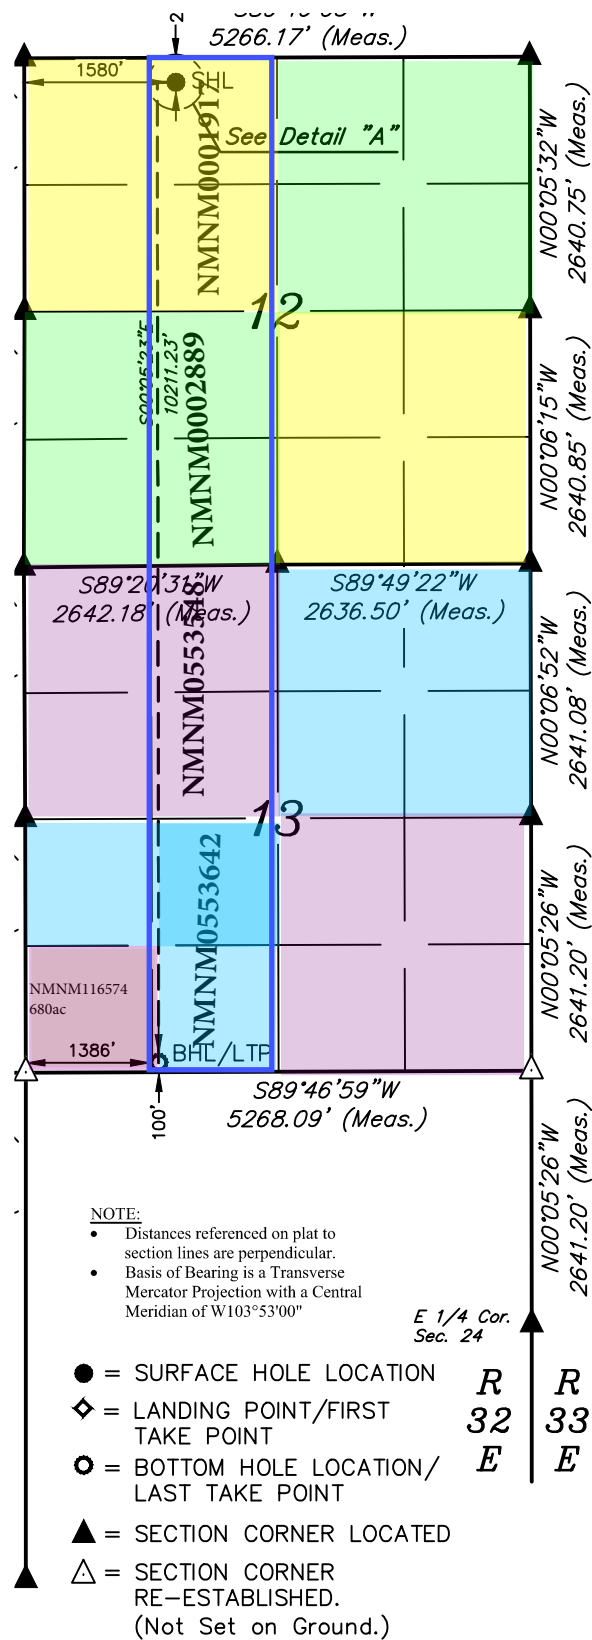 2
5266.17' (Meas.)
1580'
SHL
See Detail "A"
NMNM0001917
N00°05'32"W
2640.75' (Meas.)
12
S00°05'23"E
10211.23'
NMNM0002889
N00°06'15"W
2640.85' (Meas.)
S89°20'31"W
2642.18' (Meas.)
S89°49'22"W
2636.50' (Meas.)
NMNM0553548
N00°06'52"W
2641.08' (Meas.)
13
NMNM0553642
N00°05'26"W
2641.20' (Meas.)
NMNM116574
680ac
1386'
BHL/LTP
S89°46'59"W
5268.09' (Meas.)
100'
N00°05'26"W
2641.20' (Meas.)
NOTE:
• Distances referenced on plat to
section lines are perpendicular.
• Basis of Bearing is a Transverse
Mercator Projection with a Central
Meridian of W103°53'00"
E 1/4 Cor.
Sec. 24
= SURFACE HOLE LOCATION
= LANDING POINT/FIRST
TAKE POINT
= BOTTOM HOLE LOCATION/
LAST TAKE POINT
= SECTION CORNER LOCATED
= SECTION CORNER
RE-ESTABLISHED.
(Not Set on Ground.)
R R
32 33
E E